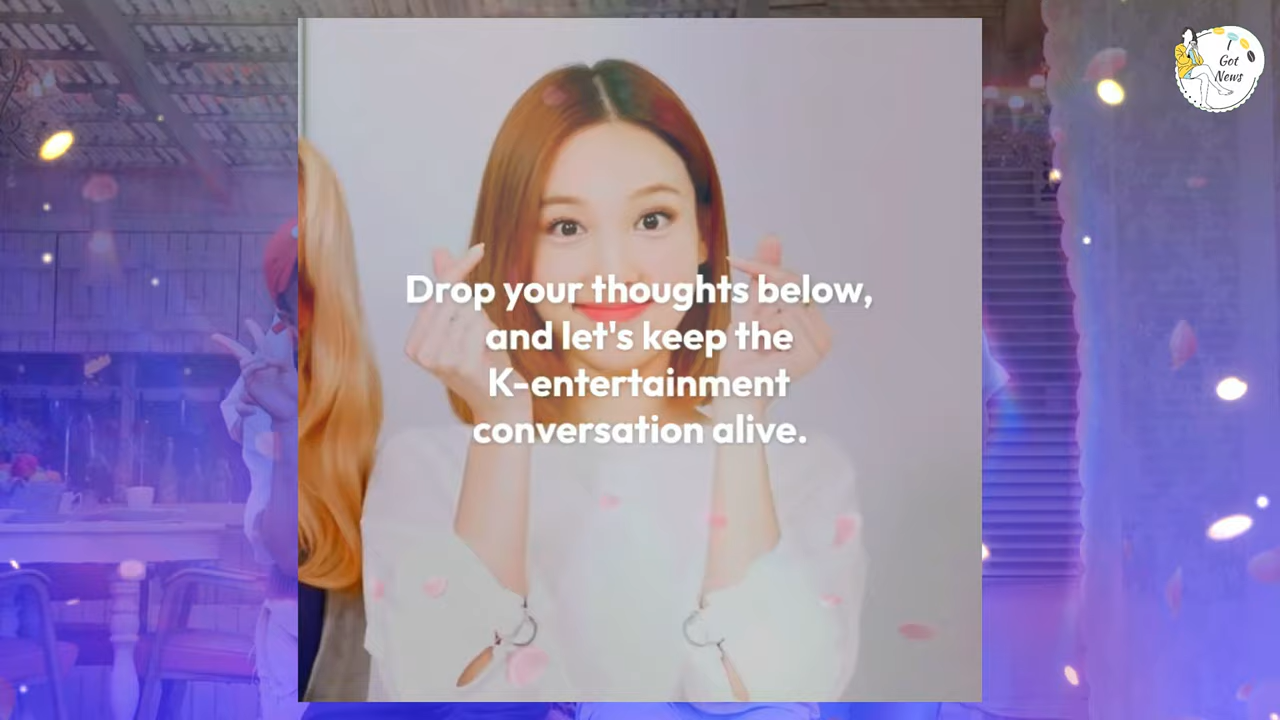 I
Got
News
Drop your thoughts below,
and let's keep the
K-entertainment
conversation alive.